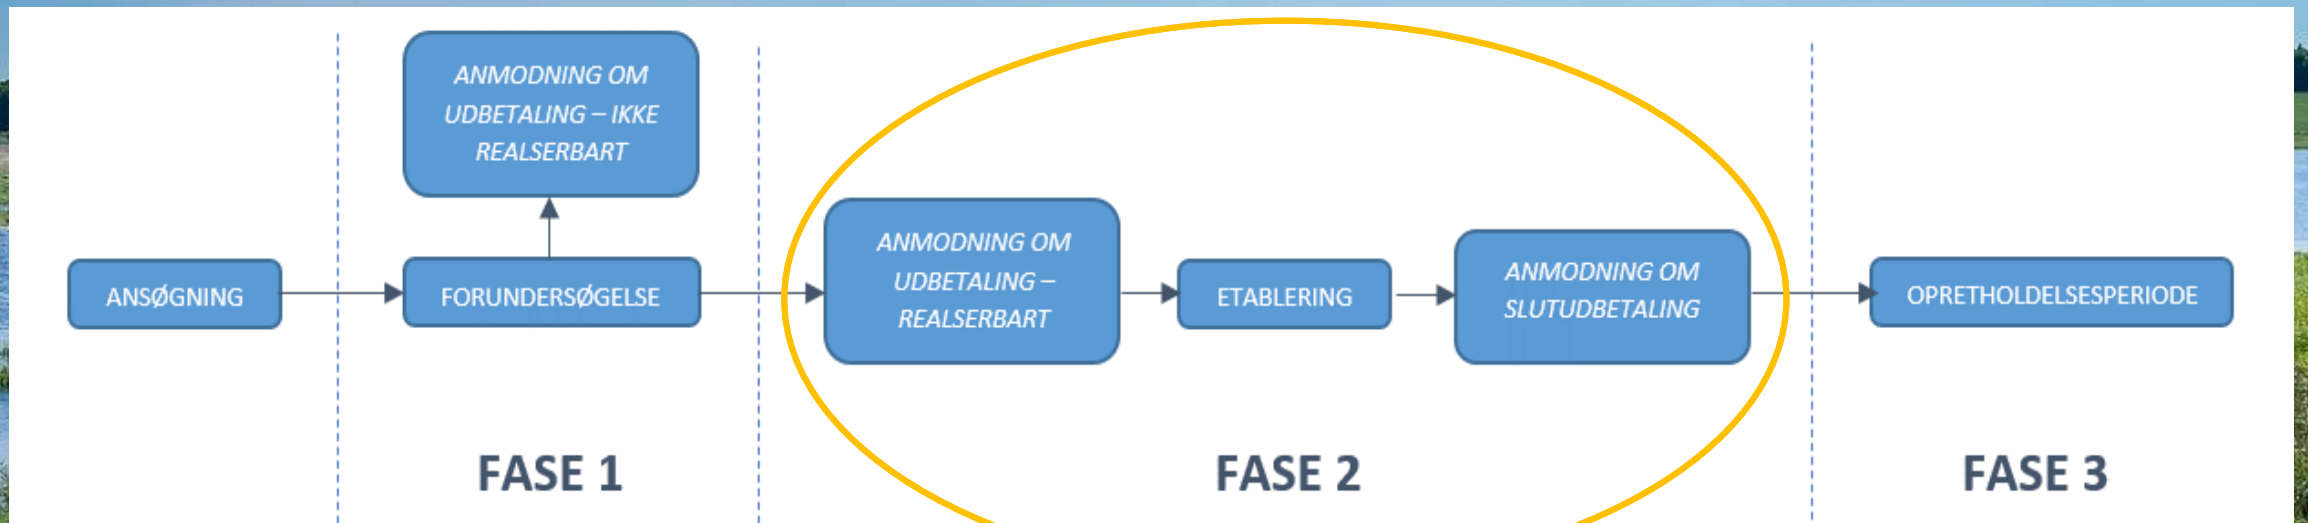 ANMODNING OM
UDBETALING – IKKE
REALSERBART
ANSØGNING
FORUNDERSØGELSE
ANMODNING OM
UDBETALING –
REALSERBART
ETABLERING
ANMODNING OM
SLUTUDBETALING
OPRETHOLDELSESPERIODE
FASE 1
FASE 2
FASE 3